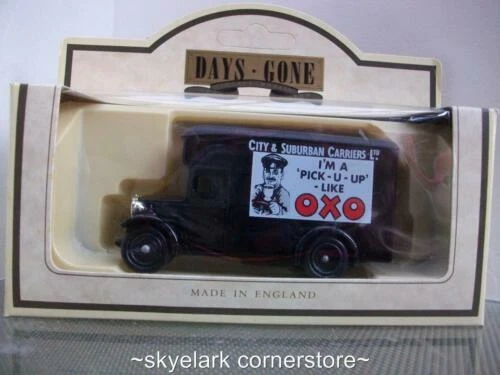 DAYS · GONE
CITY & SUBURBAN CARRIERS LTD
I'M A
'PICK-U-UP'
-LIKE
OXO
MADE IN ENGLAND
~skyelark cornerstore~